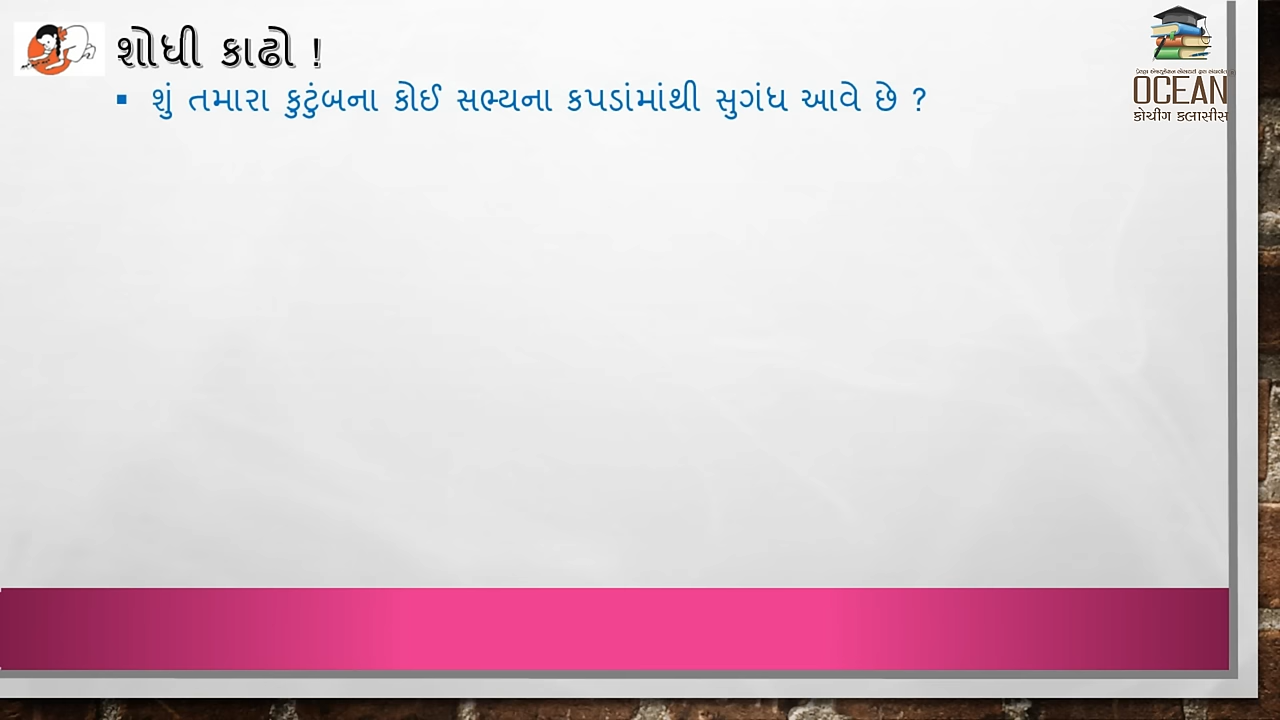 શોધી કાઢો !
▪ શું તમારા કુટુંબના કોઈ સભ્યના કપડાંમાંથી સુગંધ આવે છે ?
OCEAN
કોચીંગ ક્લાસીસ